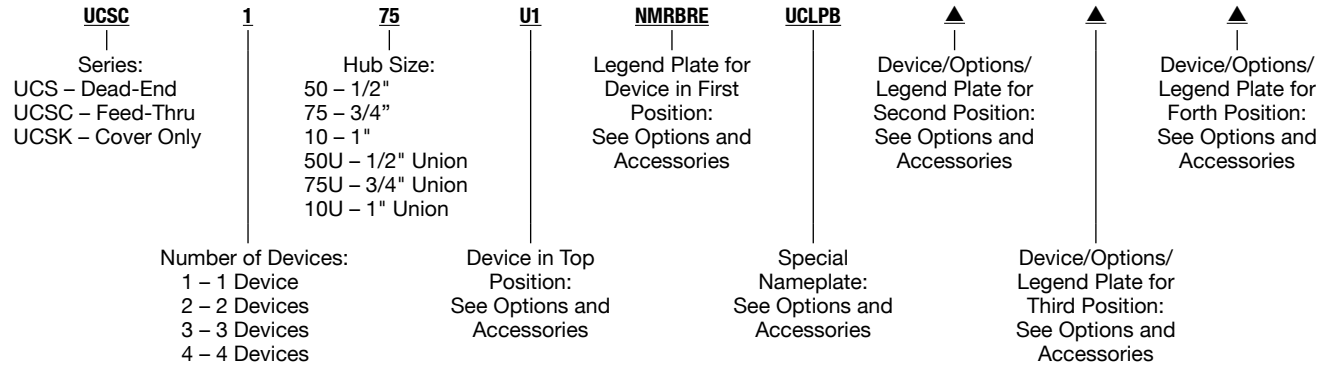 UCSC 1 75 U1 NMRBRE UCLPB ▲ ▲ ▲
Series:
UCS – Dead-End
UCSC – Feed-Thru
UCSK – Cover Only
Hub Size:
50 – 1/2"
75 – 3/4”
10 – 1"
50U – 1/2" Union
75U – 3/4" Union
10U – 1" Union
Legend Plate for
Device in First
Position:
See Options and
Accessories
Device/Options/
Legend Plate for
Second Position:
See Options and
Accessories
Device/Options/
Legend Plate for
Forth Position:
See Options and
Accessories
Number of Devices:
1 – 1 Device
2 – 2 Devices
3 – 3 Devices
4 – 4 Devices
Device in Top
Position:
See Options and
Accessories
Special
Nameplate:
See Options and
Accessories
Device/Options/
Legend Plate for
Third Position:
See Options and
Accessories